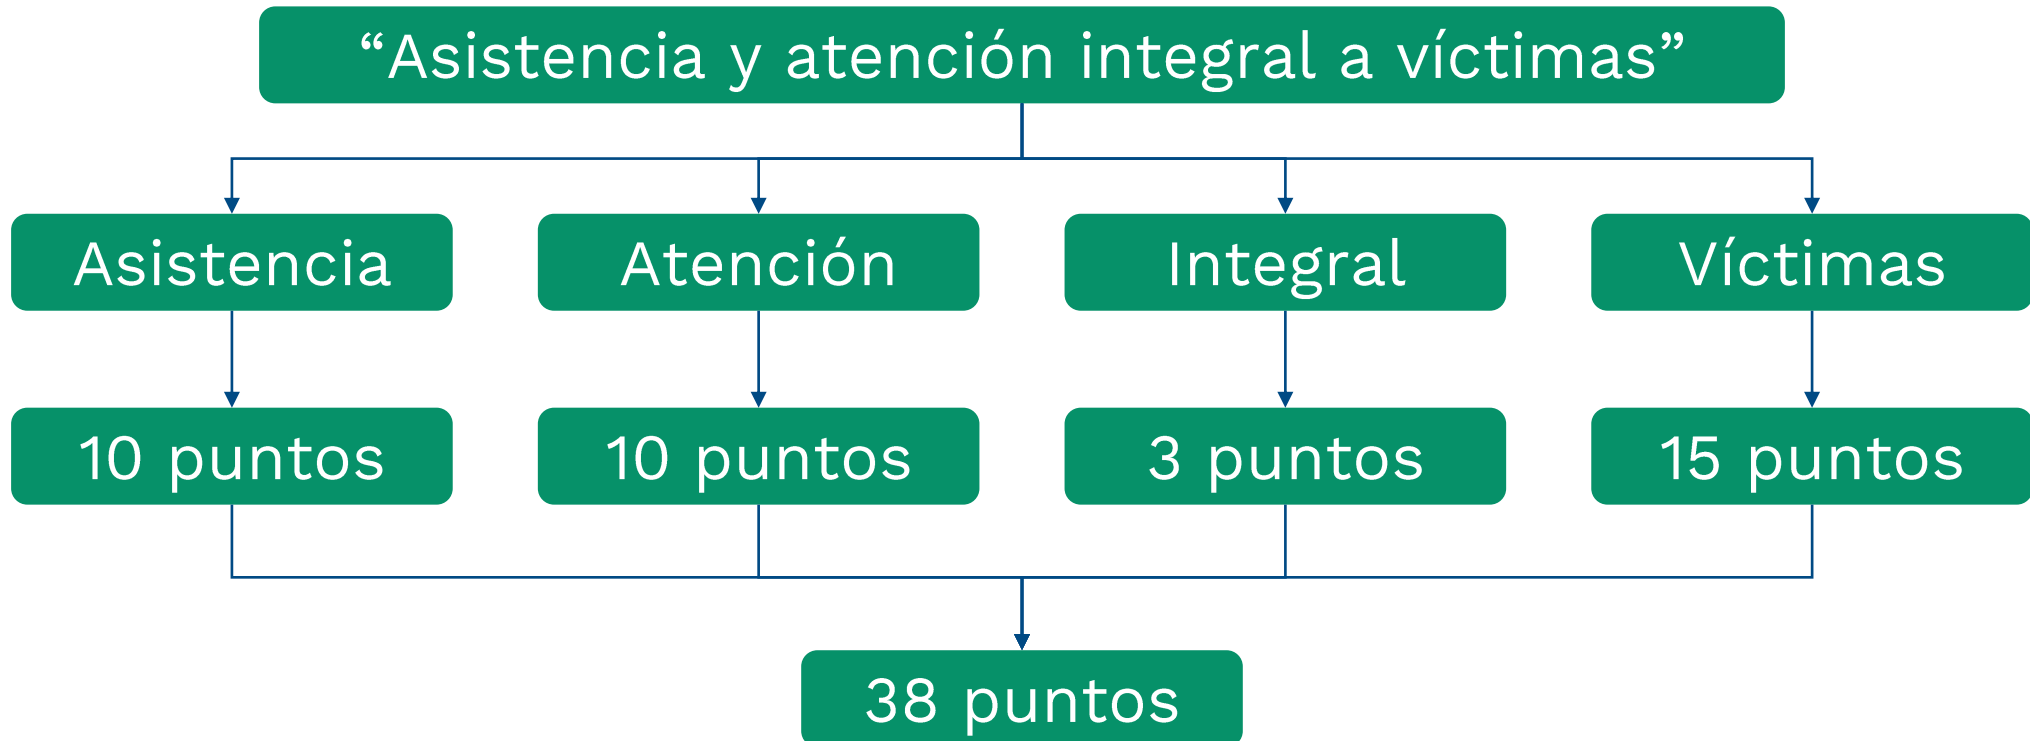 “Asistencia y atención integral a víctimas”
Asistencia
Atención
Integral
Víctimas
10 puntos
10 puntos
3 puntos
15 puntos
38 puntos